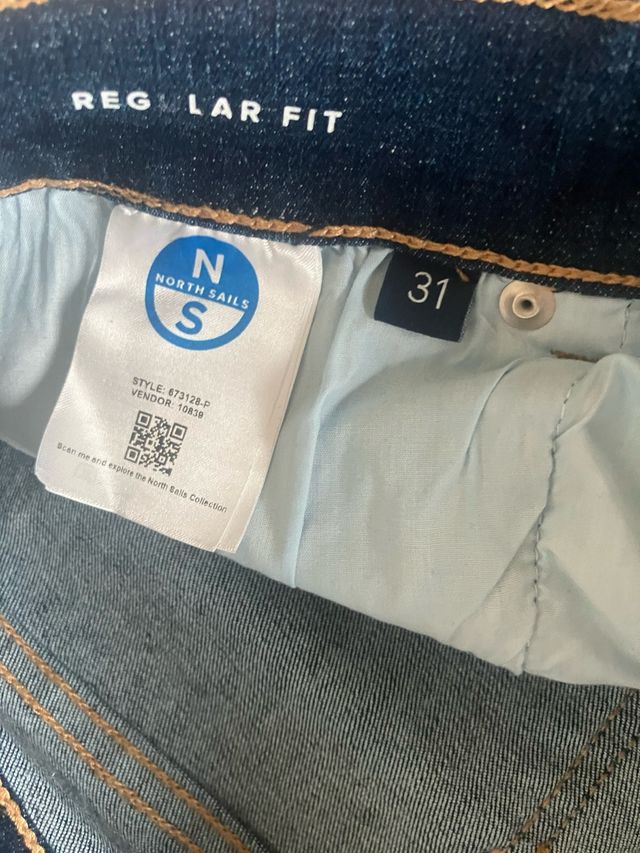 REG LAR FIT
N
NORTH SAILS
S
31
STYLE: 673128-P
VENDOR: 10839
Scan me and explore the North Sails Collection